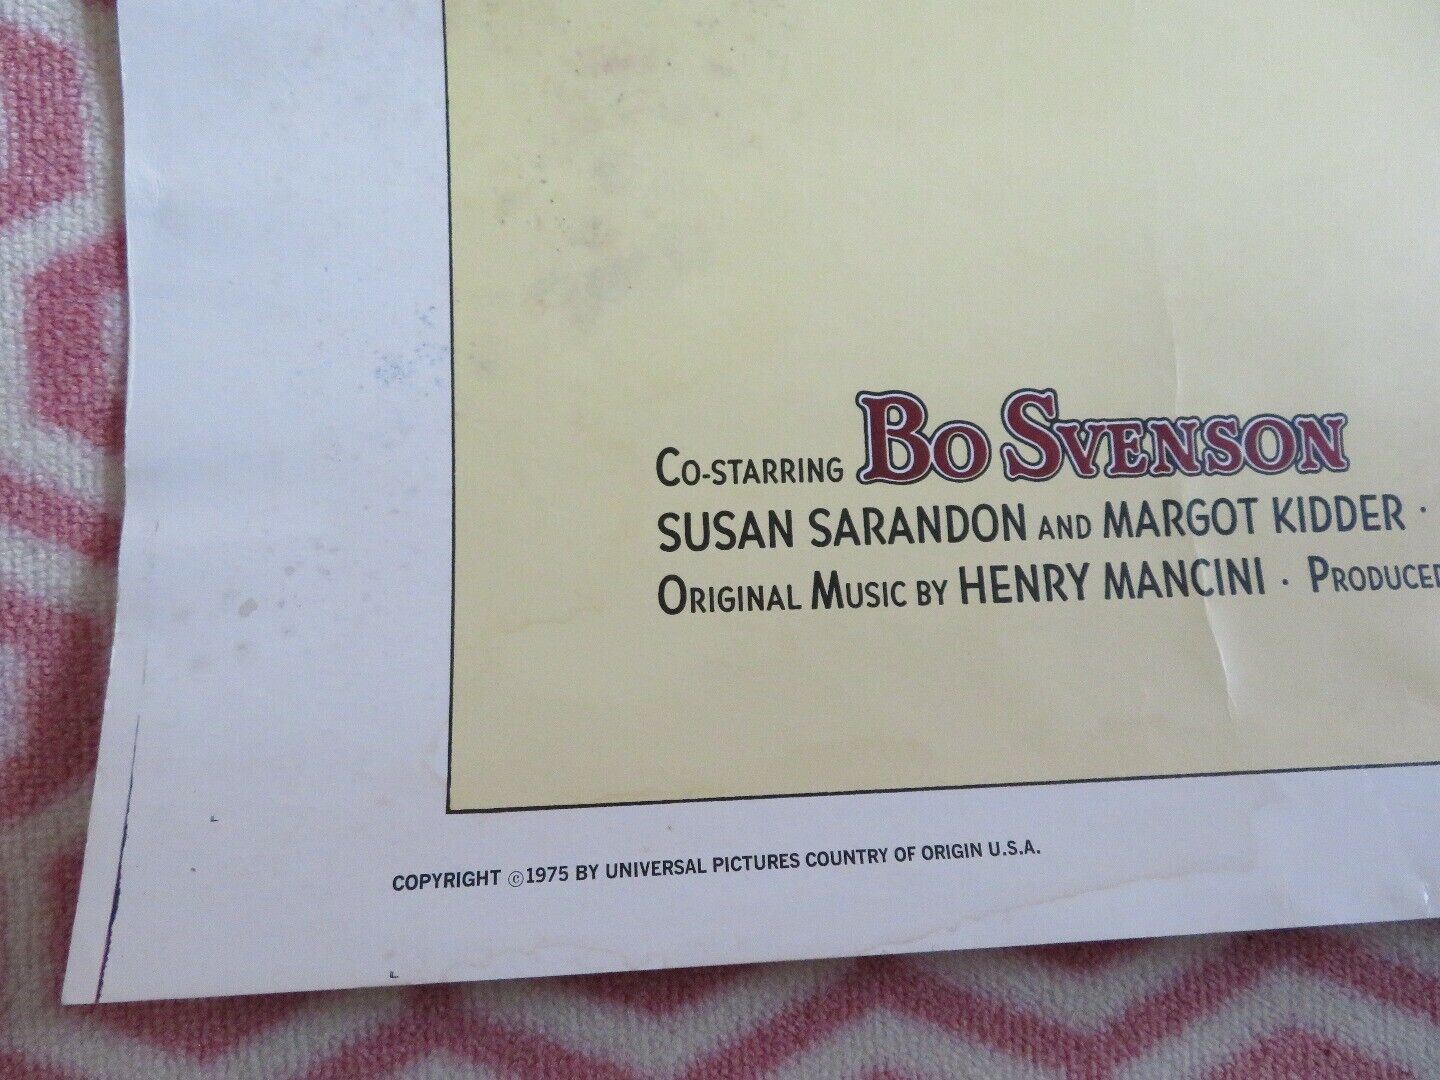 CO-STARRING BO SVENSON
SUSAN SARANDON AND MARGOT KIDDER ·
ORIGINAL MUSIC BY HENRY MANCINI · PRODUCED
COPYRIGHT ©1975 BY UNIVERSAL PICTURES COUNTRY OF ORIGIN U.S.A.